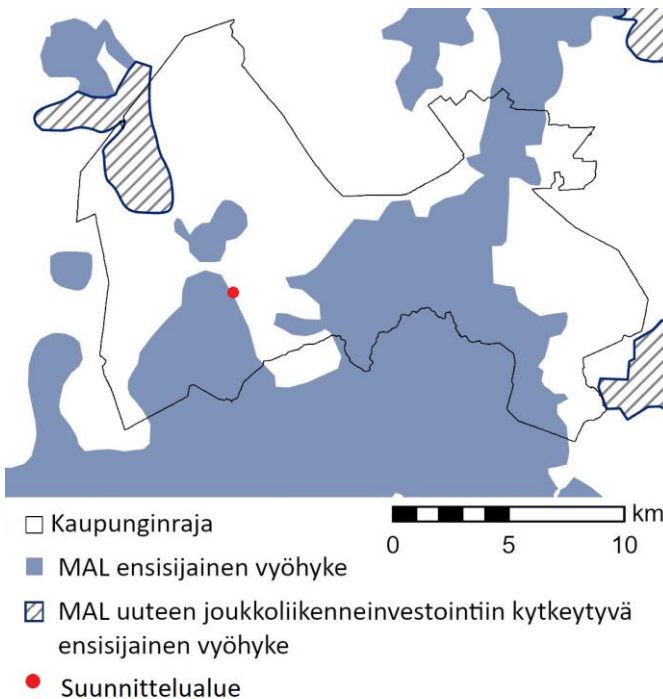 Kaupunginraja
km
0 5 10
MAL ensisijainen vyöhyke
MAL uuteen joukkoliikenneinvestointiin kytkeytyvä
ensisijainen vyöhyke
Suunnittelualue